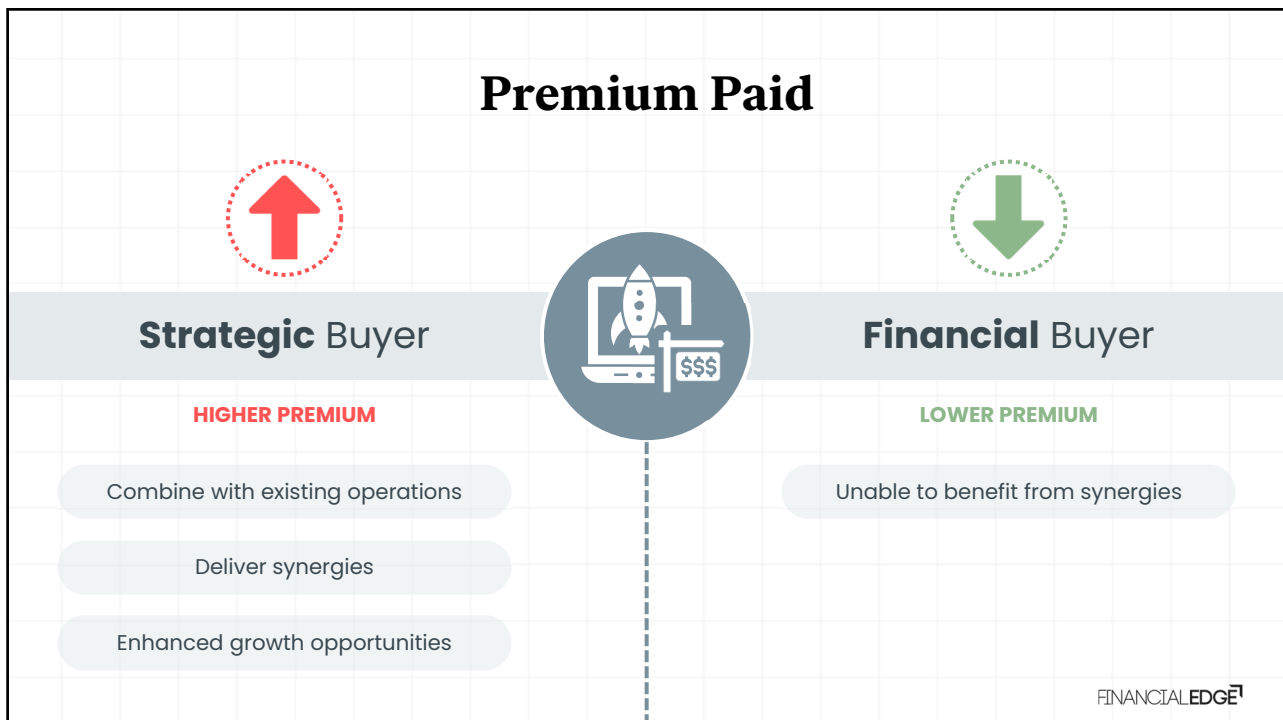 Premium Paid
Strategic Buyer
HIGHER PREMIUM
Combine with existing operations
Deliver synergies
Enhanced growth opportunities
$$$
Financial Buyer
LOWER PREMIUM
Unable to benefit from synergies
FINANCIALEDGE